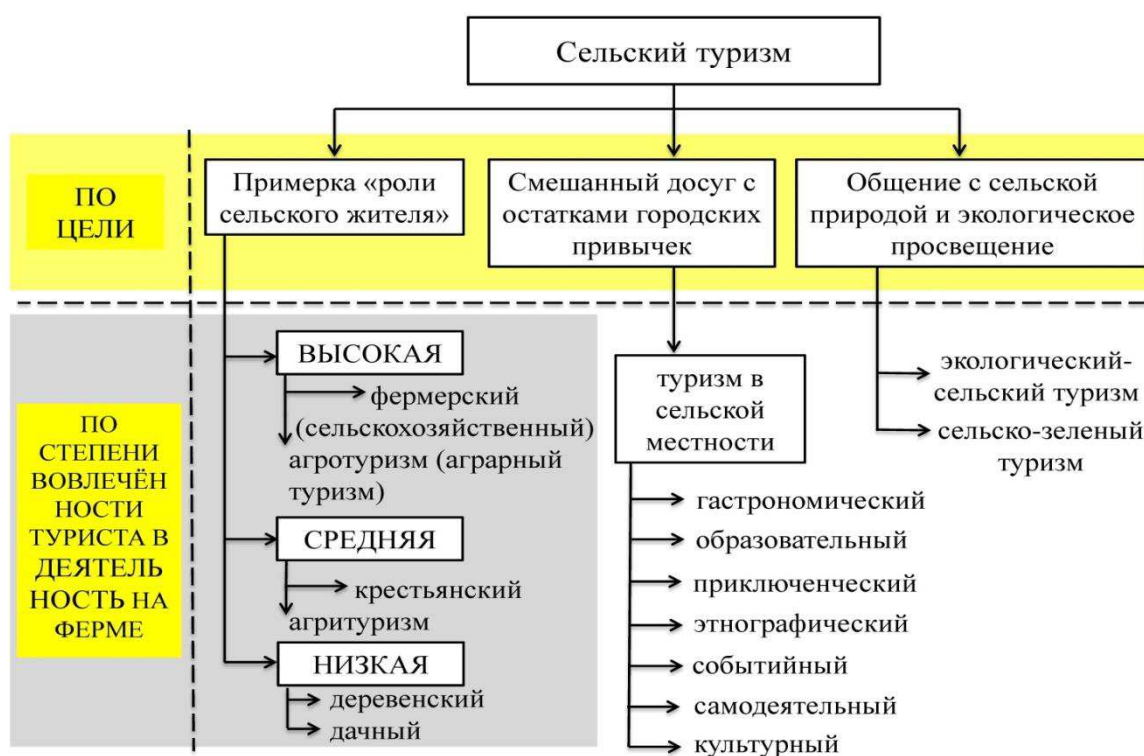 Сельский туризм
ПО
ЦЕЛИ
Примерка «роли
сельского жителя»
Смешанный досуг с
остатками городских
привычек
Общение с сельской
природой и экологическое
просвещение
ПО
СТЕПЕНИ
ВОВЛЕЧЁН
НОСТИ
ТУРИСТА В
ДЕЯТЕЛЬ
НОСТЬ НА
ФЕРМЕ
ВЫСОКАЯ
фермерский
(сельскохозяйственный)
агротуризм (аграрный
туризм)
СРЕДНЯЯ
крестьянский
агритуризм
НИЗКАЯ
деревенский
дачный
туризм в
сельской
местности
гастрономический
образовательный
приключенческий
этнографический
событийный
самодеятельный
культурный
экологический-
сельский туризм
сельско-зеленый
туризм